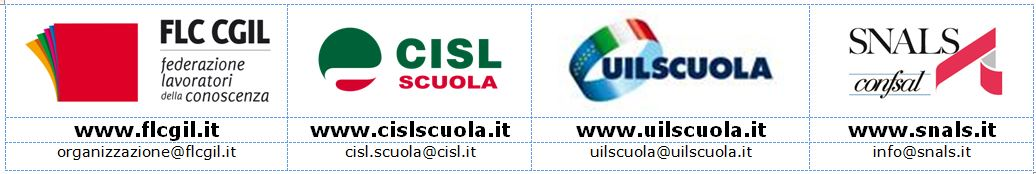 FLC CGIL
federazione
lavoratori
della conoscenza
CISL
SCUOLA
UILSCUOLA
SNALS
confsal
www.flcgil.it
www.cislscuola.it
www.uilscuola.it
www.snals.it
organizzazione@flcgil.it
cisl.scuola@cisl.it
uilscuola@uilscuola.it
info@snals.it